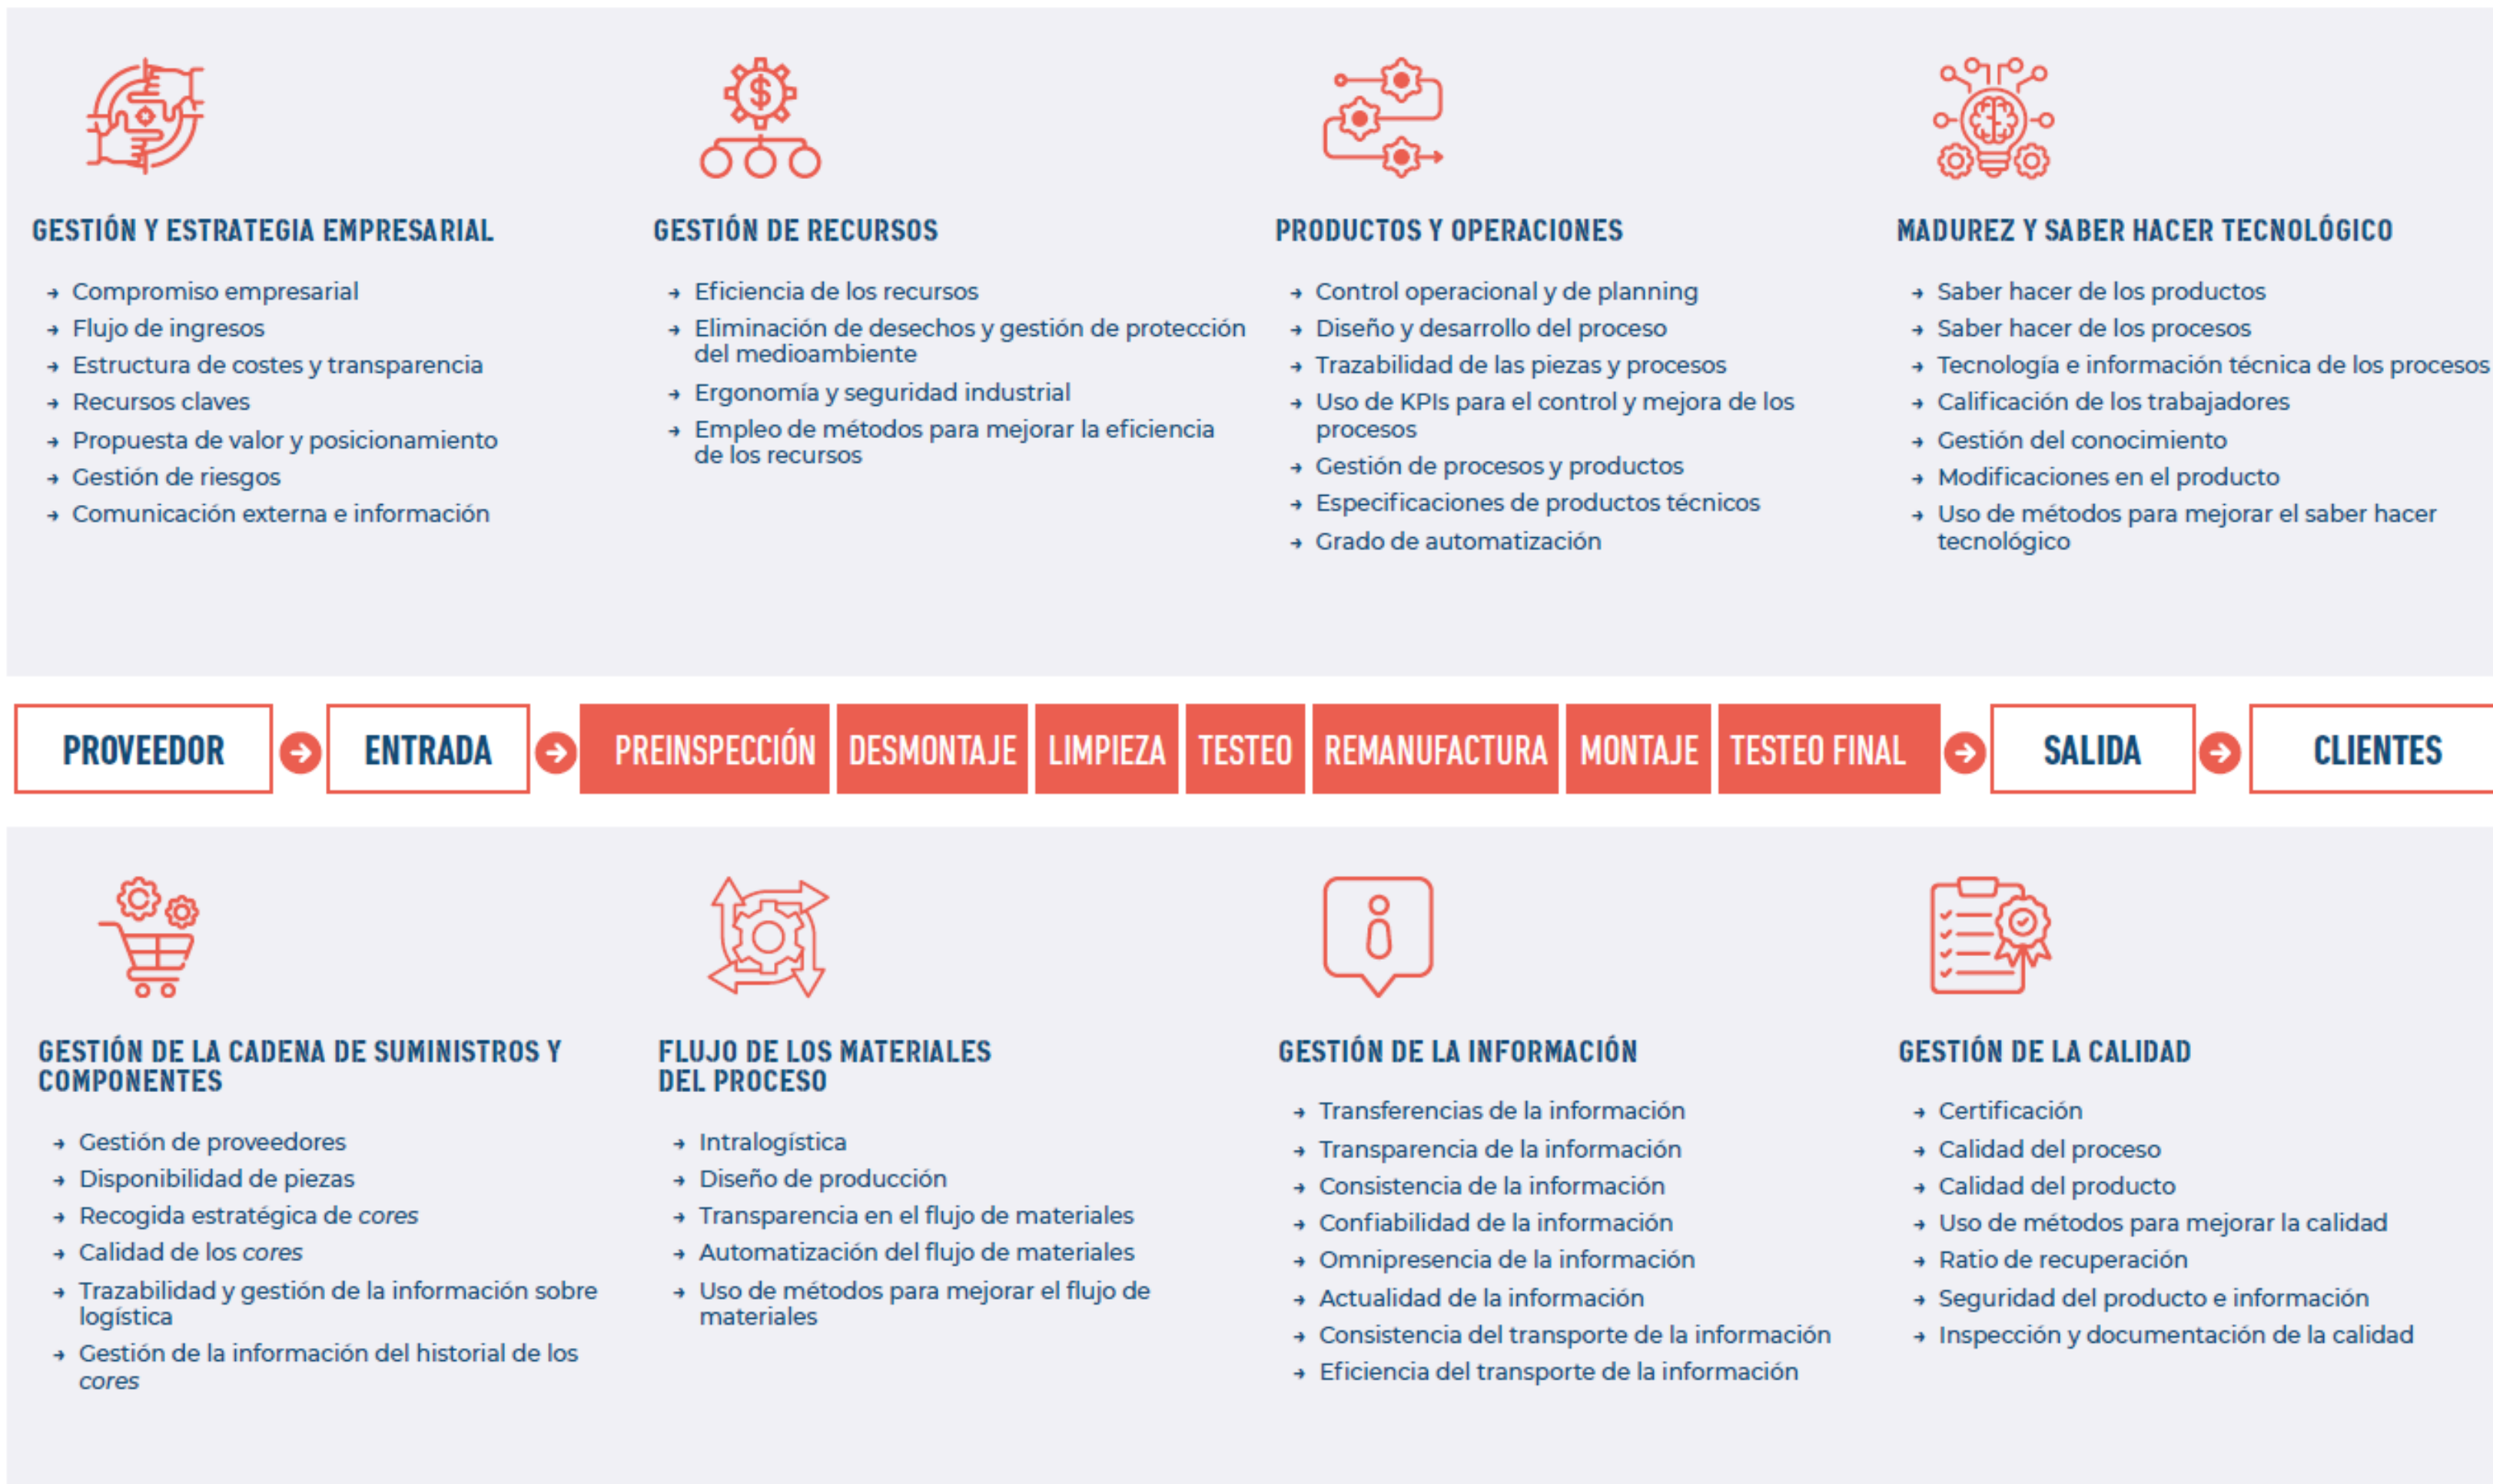 GESTIÓN Y ESTRATEGIA EMPRESARIAL
→ Compromiso empresarial
→ Flujo de ingresos
→ Estructura de costes y transparencia
→ Recursos claves
→ Propuesta de valor y posicionamiento
→ Gestión de riesgos
→ Comunicación externa e información
GESTIÓN DE RECURSOS
→ Eficiencia de los recursos
→ Eliminación de desechos y gestión de protección
del medioambiente
→ Ergonomía y seguridad industrial
→ Empleo de métodos para mejorar la eficiencia
de los recursos
PRODUCTOS Y OPERACIONES
→ Control operacional y de planning
→ Diseño y desarrollo del proceso
→ Trazabilidad de las piezas y procesos
→ Uso de KPIs para el control y mejora de los
procesos
→ Gestión de procesos y productos
→ Especificaciones de productos técnicos
→ Grado de automatización
MADUREZ Y SABER HACER TECNOLÓGICO
→ Saber hacer de los productos
→ Saber hacer de los procesos
→ Tecnología e información técnica de los procesos
→ Calificación de los trabajadores
→ Gestión del conocimiento
→ Modificaciones en el producto
→ Uso de métodos para mejorar el saber hacer
tecnológico
PROVEEDOR → ENTRADA → PREINSPECCIÓN DESMONTAJE LIMPIEZA TESTEO REMANUFACTURA MONTAJE TESTEO FINAL → SALIDA → CLIENTES
GESTIÓN DE LA CADENA DE SUMINISTROS Y
COMPONENTES
→ Gestión de proveedores
→ Disponibilidad de piezas
→ Recogida estratégica de cores
→ Calidad de los cores
→ Trazabilidad y gestión de la información sobre
logística
→ Gestión de la información del historial de los
cores
FLUJO DE LOS MATERIALES
DEL PROCESO
→ Intralogística
→ Diseño de producción
→ Transparencia en el flujo de materiales
→ Automatización del flujo de materiales
→ Uso de métodos para mejorar el flujo de
materiales
GESTIÓN DE LA INFORMACIÓN
→ Transferencias de la información
→ Transparencia de la información
→ Consistencia de la información
→ Confiabilidad de la información
→ Omnipresencia de la información
→ Actualidad de la información
→ Consistencia del transporte de la información
→ Eficiencia del transporte de la información
GESTIÓN DE LA CALIDAD
→ Certificación
→ Calidad del proceso
→ Calidad del producto
→ Uso de métodos para mejorar la calidad
→ Ratio de recuperación
→ Seguridad del producto e información
→ Inspección y documentación de la calidad